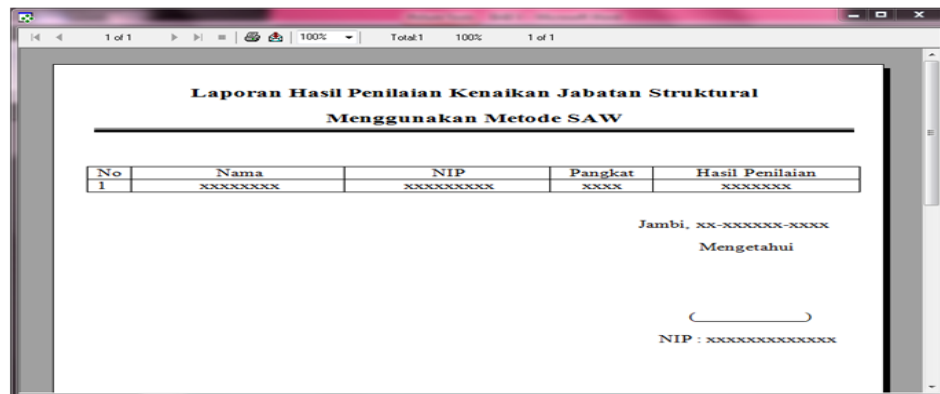 1 of 1 100% Total:1 100% 1 of 1
Laporan Hasil Penilaian Kenaikan Jabatan Struktural
Menggunakan Metode SAW
No Nama NIP Pangkat Hasil Penilaian
1 xxxxxxxx xxxxxxxxx xxxx xxxxxxx
Jambi, xx-xxxxxx-xxxx
Mengetahui
(                    )
NIP : xxxxxxxxxxxxx